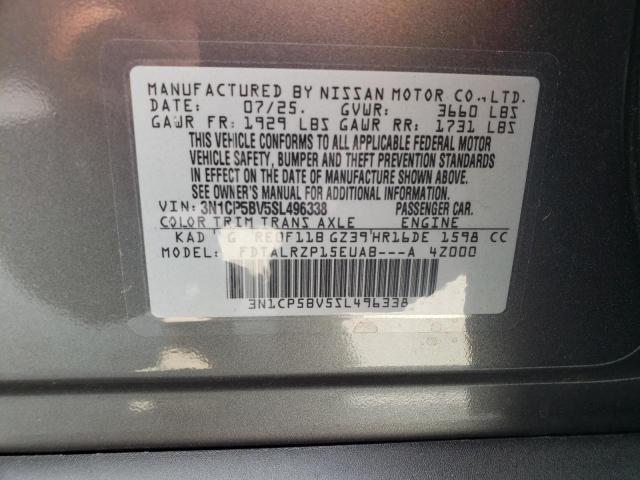 MANUFACTURED BY NISSAN MOTOR CO.,LTD.
DATE: 07/25. GVWR: 3660 LBS
GAWR FR: 1929 LBS GAWR RR: 1731 LBS
THIS VEHICLE CONFORMS TO ALL APPLICABLE FEDERAL MOTOR
VEHICLE SAFETY, BUMPER AND THEFT PREVENTION STANDARDS
IN EFFECT ON THE DATE OF MANUFACTURE SHOWN ABOVE.
SEE OWNER'S MANUAL FOR ADDITIONAL INFORMATION.
VIN: 3N1CP5BV5SL496338 PASSENGER CAR.
COLOR TRIM TRANS AXLE ENGINE
KAD G RE0F11B GZ39 HR16DE 1598 CC
MODEL: FDTALRZP15EUAB---A 4Z000
3N1CP5BV5SL496338